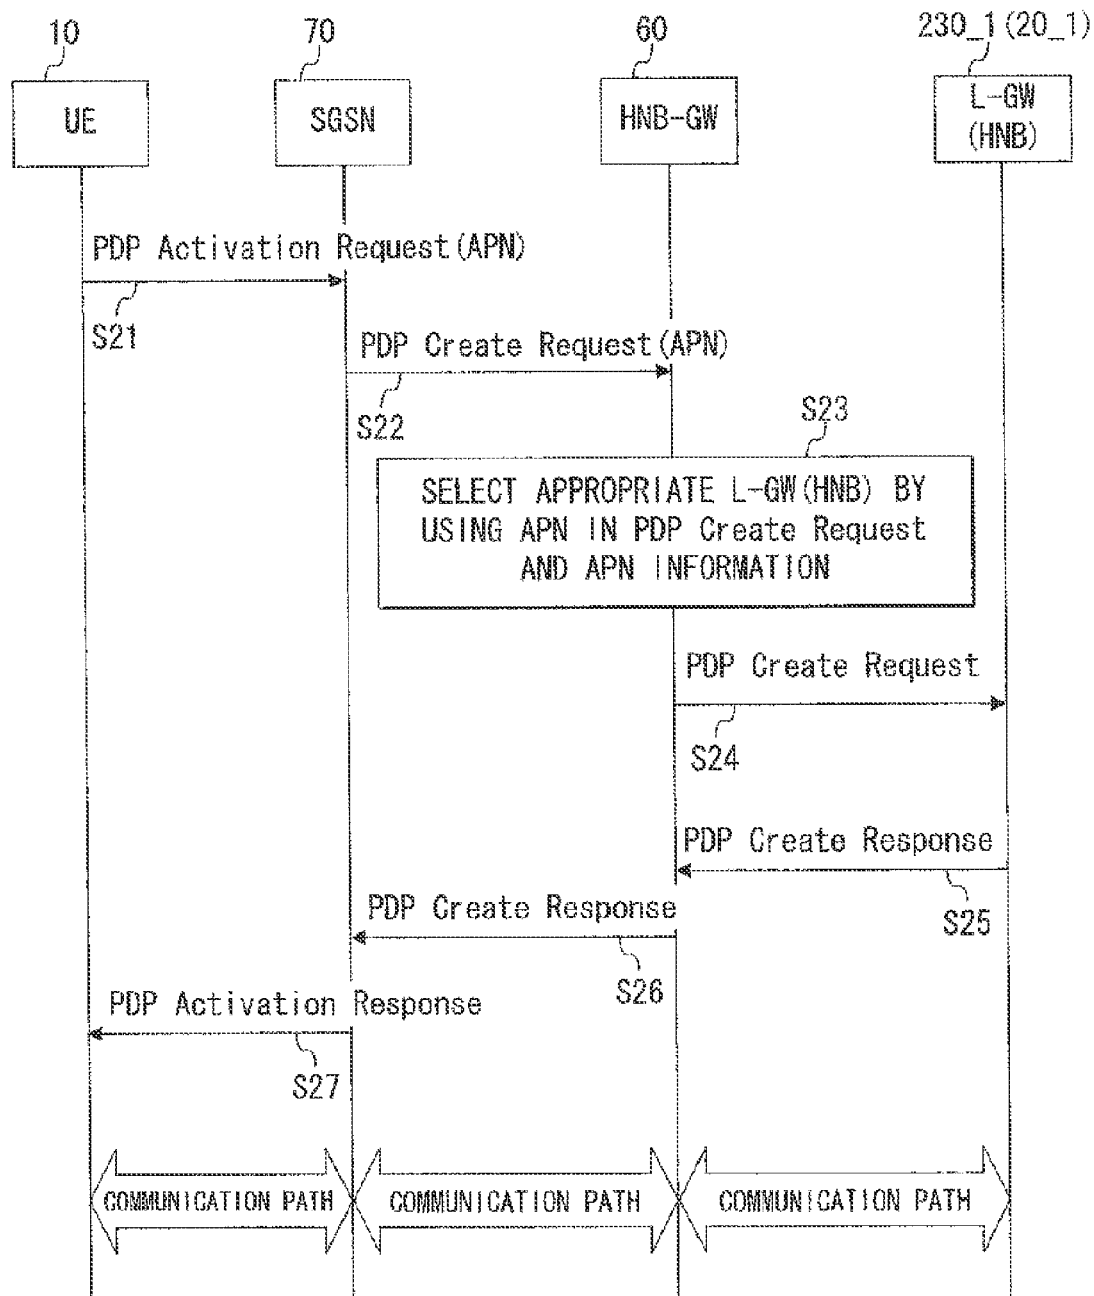 10
70
60
230_1(20_1)
UE
SGSN
HNB-GW
L-GW
(HNB)
PDP Activation Request(APN)
S21
PDP Create Request(APN)
S22
S23
SELECT APPROPRIATE L-GW(HNB) BY
USING APN IN PDP Create Request
AND APN INFORMATION
PDP Create Request
S24
PDP Create Response
S25
PDP Create Response
S26
PDP Activation Response
S27
COMMUNICATION PATH
COMMUNICATION PATH
COMMUNICATION PATH